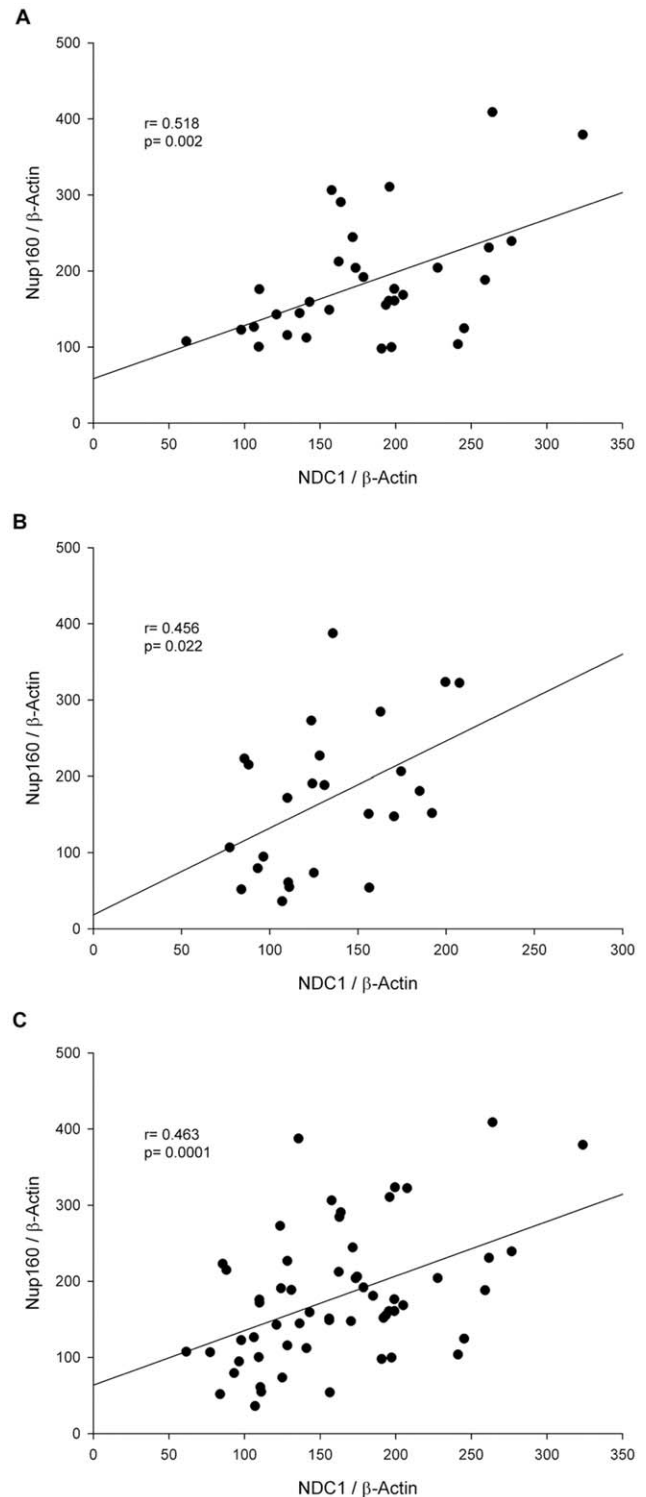 A
500
400
300
200
100
0
Nup160 / β-Actin
r= 0.518
p= 0.002
0 50 100 150 200 250 300 350
NDC1 / β-Actin
B
500
400
300
200
100
0
Nup160 / β-Actin
r= 0.456
p= 0.022
0 50 100 150 200 250 300
NDC1 / β-Actin
C
500
400
300
200
100
0
Nup160 / β-Actin
r= 0.463
p= 0.0001
0 50 100 150 200 250 300 350
NDC1 / β-Actin